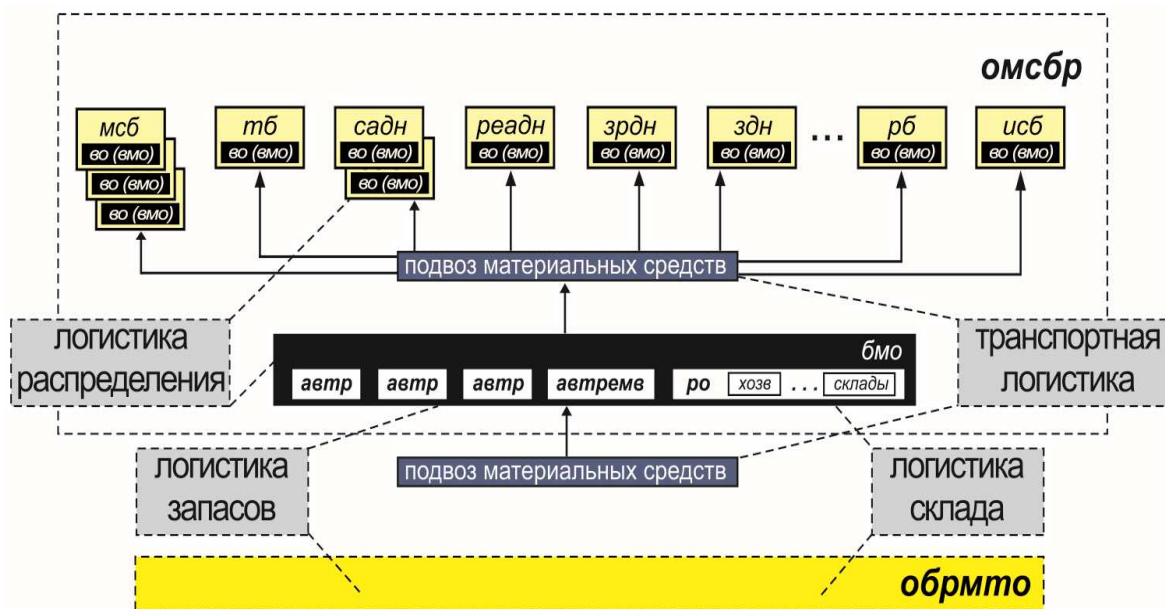 омсбр
мсб
во (вмо)
во (вмо)
во (вмо)
тб
во (вмо)
садн
во (вмо)
во (вмо)
реадн
во (вмо)
зрдн
во (вмо)
здн
во (вмо)
...
рб
во (вмо)
исб
во (вмо)
подвоз материальных средств
логистика
распределения
транспортная
логистика
бмо
автр автр автр автремв ро хозв ... склады
логистика
запасов
подвоз материальных средств
логистика
склада
обрмто